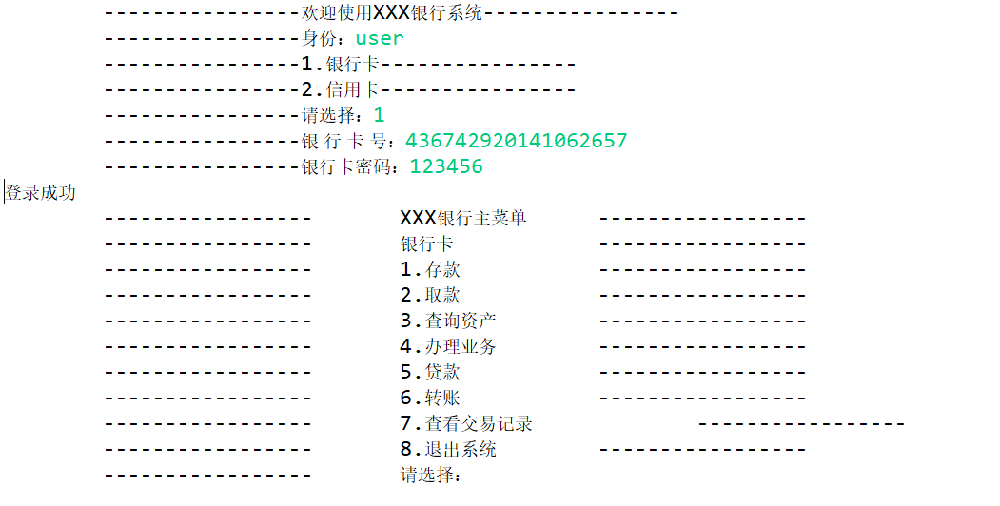 ----------------欢迎使用XXX银行系统----------------
----------------身份：user
----------------1.银行卡----------------
----------------2.信用卡----------------
----------------请选择：1
----------------银 行 卡 号：436742920141062657
----------------银行卡密码：123456
登录成功
----------------- XXX银行主菜单 -----------------
----------------- 银行卡 -----------------
----------------- 1.存款 -----------------
----------------- 2.取款 -----------------
----------------- 3.查询资产 -----------------
----------------- 4.办理业务 -----------------
----------------- 5.贷款 -----------------
----------------- 6.转账 -----------------
----------------- 7.查看交易记录 -----------------
----------------- 8.退出系统 -----------------
----------------- 请选择：